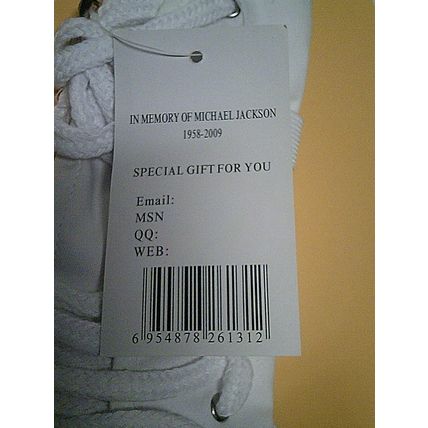 IN MEMORY OF MICHAEL JACKSON
1958-2009
SPECIAL GIFT FOR YOU
Email:
MSN
QQ:
WEB:
6 954878 261312